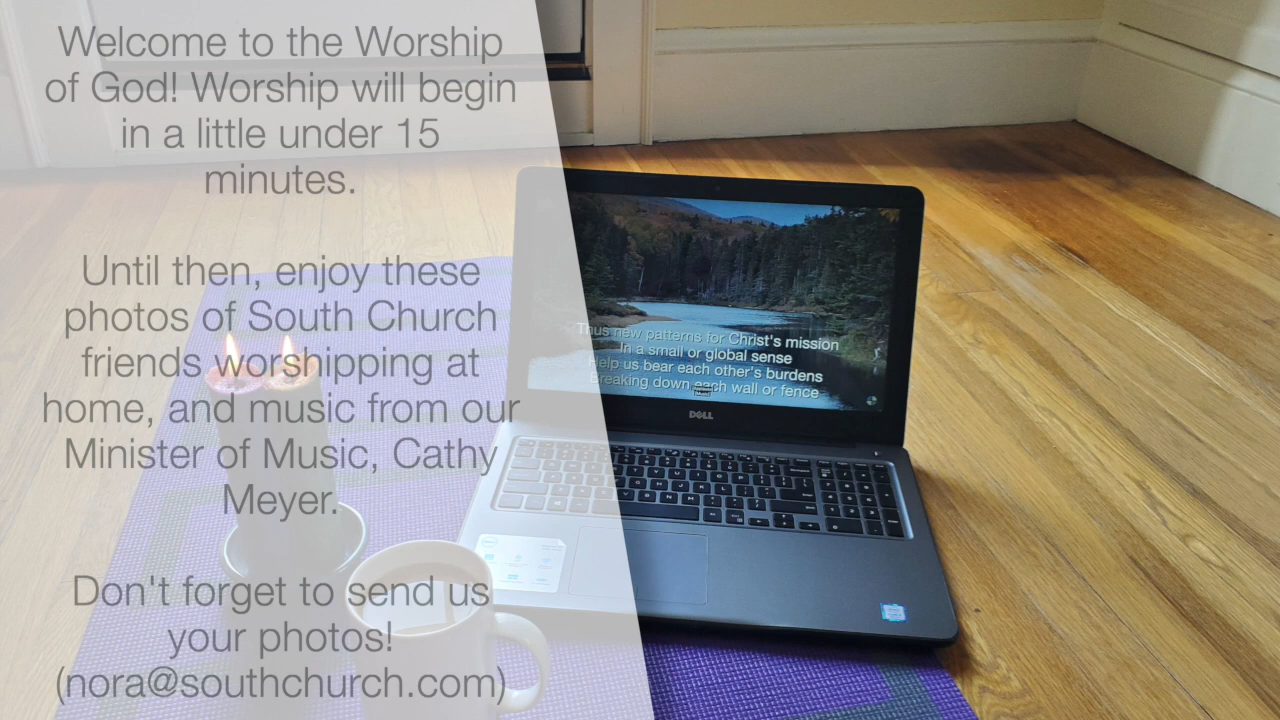 Welcome to the Worship
of God! Worship will begin
in a little under 15
minutes.
Until then, enjoy these
photos of South Church
friends worshipping at
home, and music from our
Minister of Music, Cathy
Meyer.
Don't forget to send us
your photos!
(nora@southchurch.com)
Thus new patterns for Christ's mission
In a small or global sense
Help us bear each other's burdens
Breaking down each wall or fence
DELL